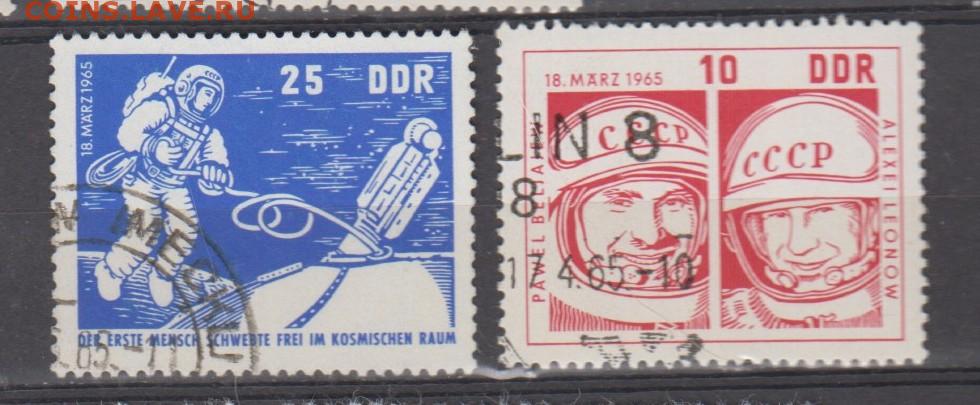 COINS.LAVE.RU
18. MÄRZ 1965
25 DDR
CCCP
DER ERSTE MENSCH SCHWEBTE FREI IM KOSMISCHEN RAUM
18. MÄRZ 1965
10 DDR
PAWEL
ALEXEI LEONOW
CCCP
CCCP
8
17.4.65-10